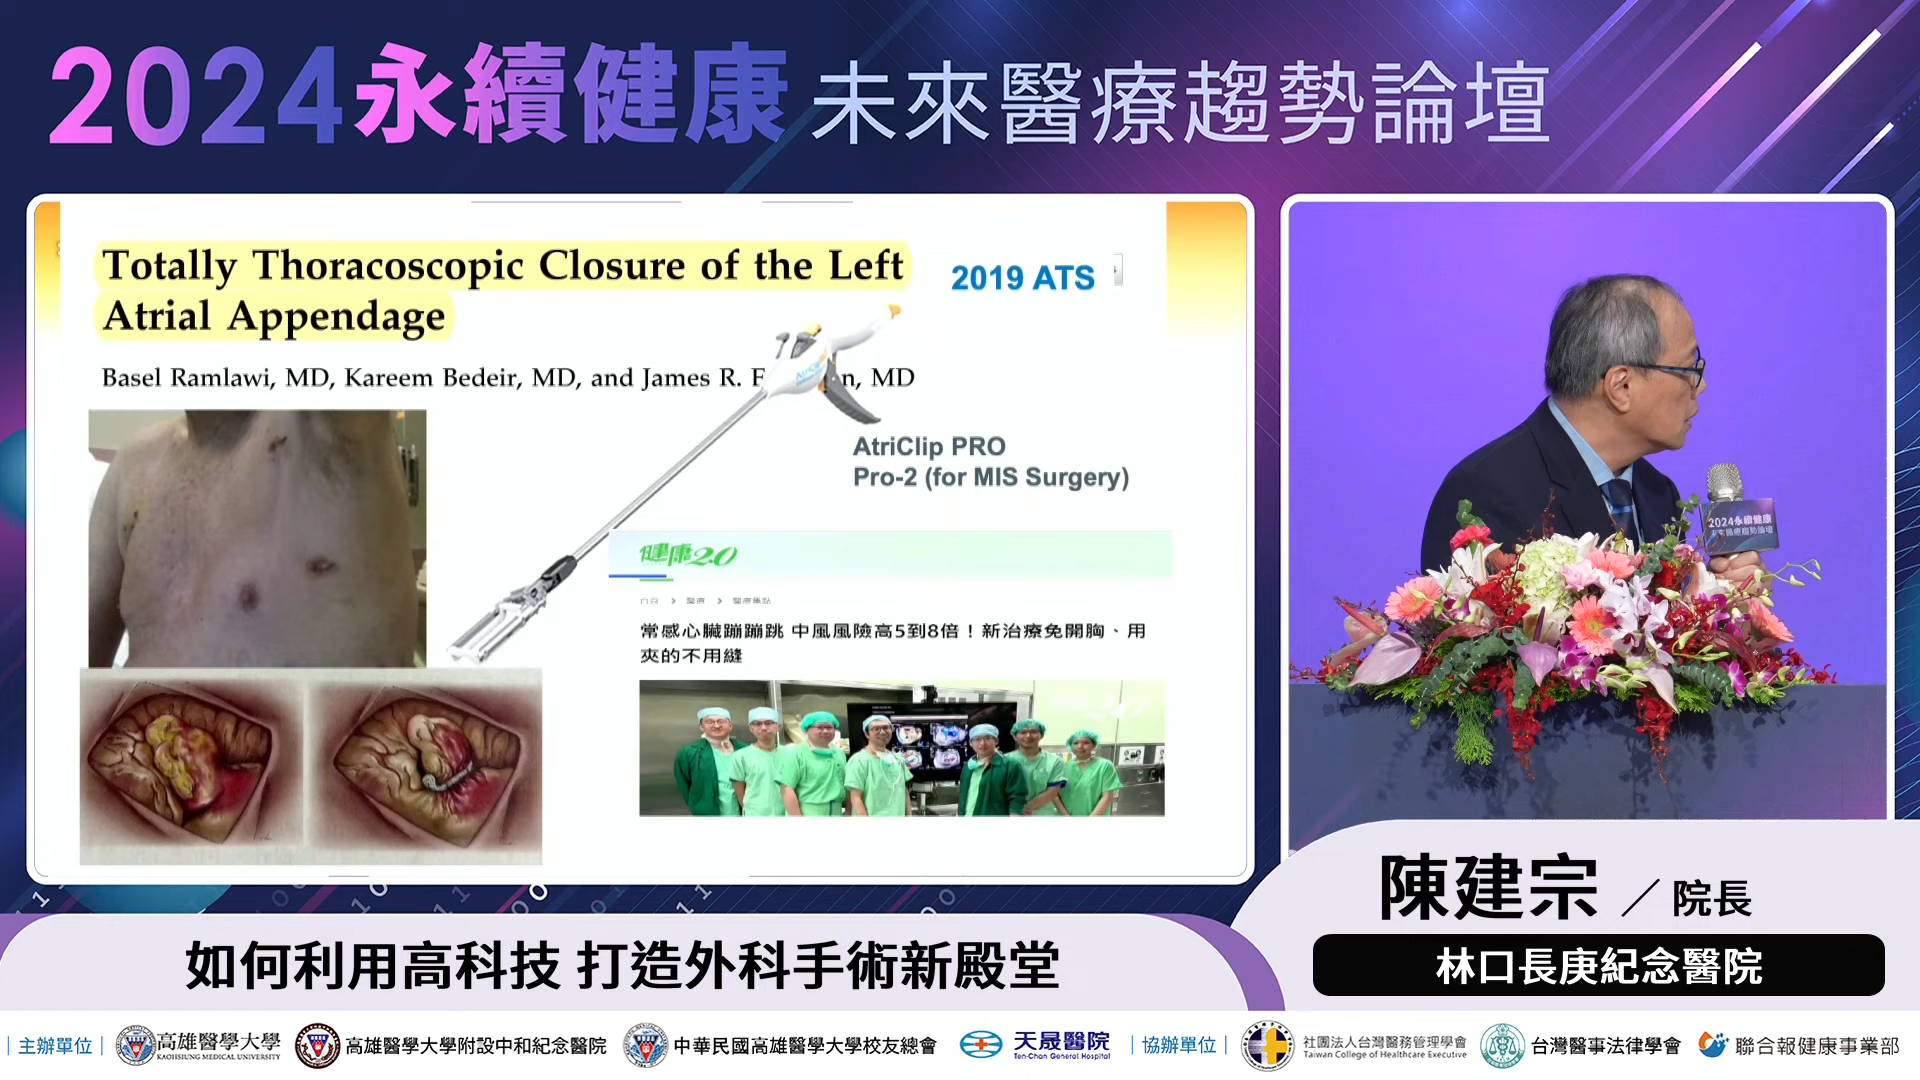 2024永續健康 未來醫療趨勢論壇
Totally Thoracoscopic Closure of the Left
Atrial Appendage
2019 ATS
Basel Ramlawi, MD, Kareem Bedeir, MD, and James R. MD
AtriClip PRO
Pro-2 (for MIS Surgery)
健康2.0
常感心臟蹦蹦跳 中風風險高5到8倍！新治療免開胸、用
夾的不用縫
2024永續健康
未來醫療趨勢論壇
陳建宗 ／ 院長
林口長庚紀念醫院
如何利用高科技 打造外科手術新殿堂
主辦單位
高雄醫學大學
KAOHSIUNG MEDICAL UNIVERSITY
高雄醫學大學附設中和紀念醫院
中華民國高雄醫學大學校友總會
天晟醫院
Ten-Chan General Hospital
協辦單位
社團法人台灣醫務管理學會
Taiwan College of Healthcare Executive
台灣醫事法律學會
聯合報健康事業部